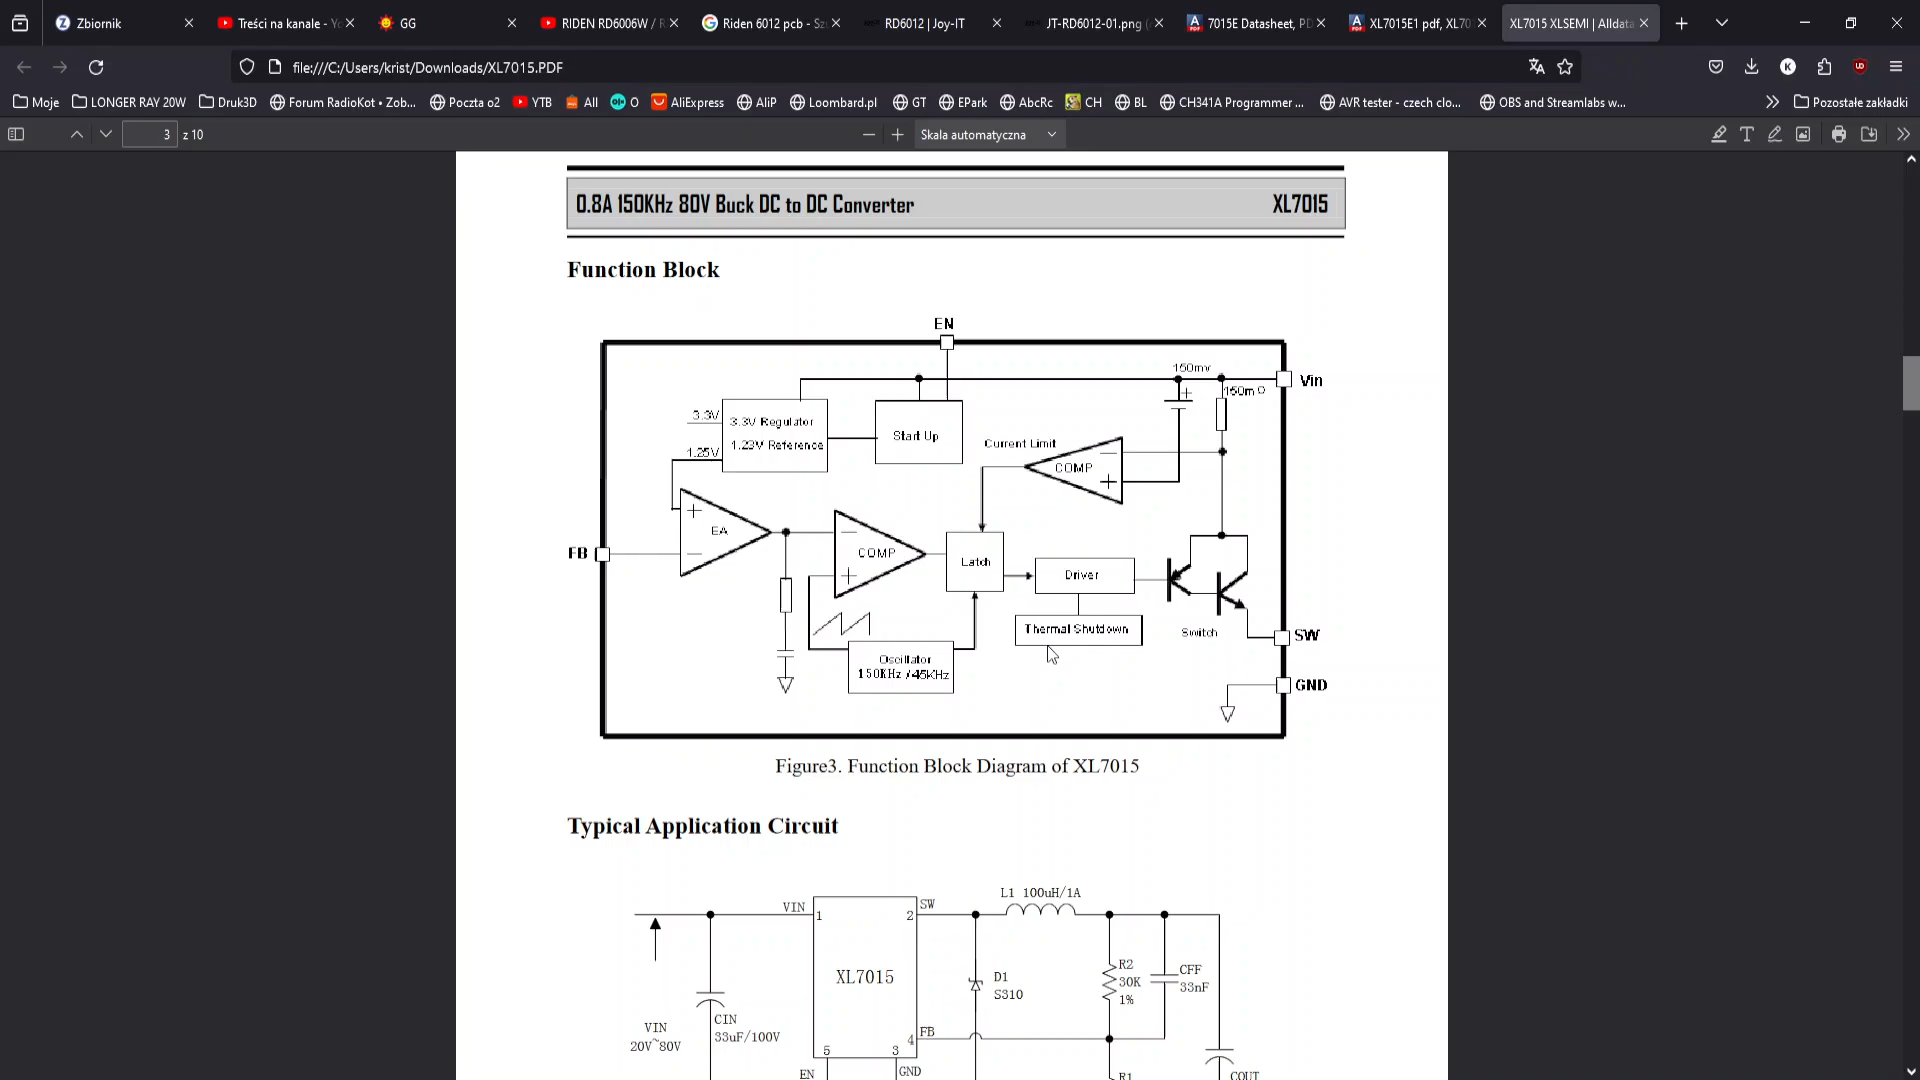 Zbiornik
Treści na kanale - Yo
GG
RIDEN RD6006W / R
Riden 6012 pcb - Szu
RD6012 | Joy-IT
JT-RD6012-01.png (
7015E Datasheet, PD
XL7015E1 pdf, XL70
XL7015 XLSEMI | Alldata
file:///C:/Users/krist/Downloads/XL7015.PDF
Moje
LONGER RAY 20W
Druk3D
Forum RadioKot • Zob...
Poczta o2
YTB
All
O
AliExpress
AliP
Loombard.pl
GT
EPark
AbcRc
CH
BL
CH341A Programmer ...
AVR tester - czech clo...
OBS and Streamlabs w...
Pozostałe zakładki
3 z 10
Skala automatyczna
0.8A 150KHz 80V Buck DC to DC Converter XL7015
Function Block
EN
150mv
Vin
150mΩ
3.3V
3.3V Regulator
1.23V Reference
1.25V
Start Up
Current Limit
COMP
EA
FB
COMP
Latch
Driver
Thermal Shutdown
Switch
SW
Oscillator
150KHz /45KHz
GND
Figure3. Function Block Diagram of XL7015
Typical Application Circuit
L1 100uH/1A
VIN
1
2
SW
XL7015
D1
S310
R2
30K
1%
CFF
33nF
CIN
33uF/100V
VIN
20V~80V
FB
4
5
3
EN
GND
R1
COUT